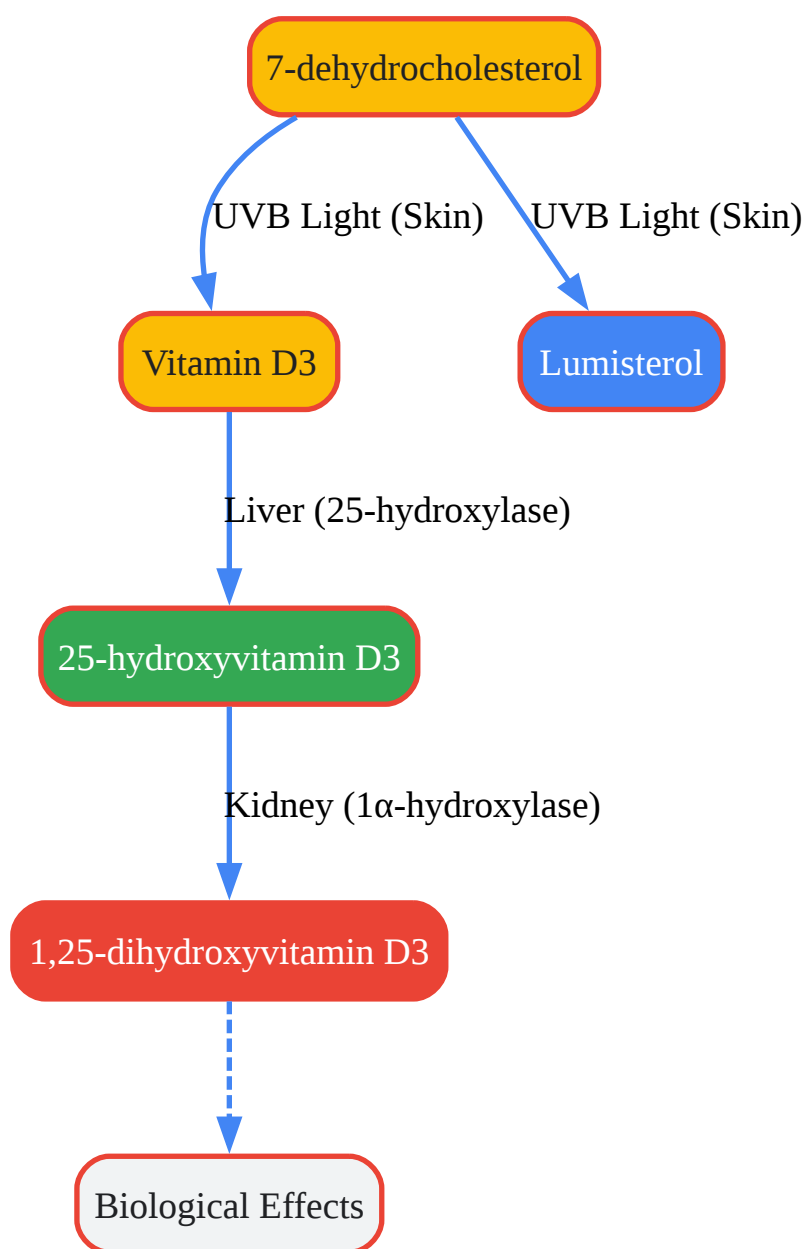 7-dehydrocholesterol
UVB Light (Skin)
UVB Light (Skin)
Vitamin D3
Lumisterol
Liver (25-hydroxylase)
25-hydroxyvitamin D3
Kidney (1α-hydroxylase)
1,25-dihydroxyvitamin D3
Biological Effects